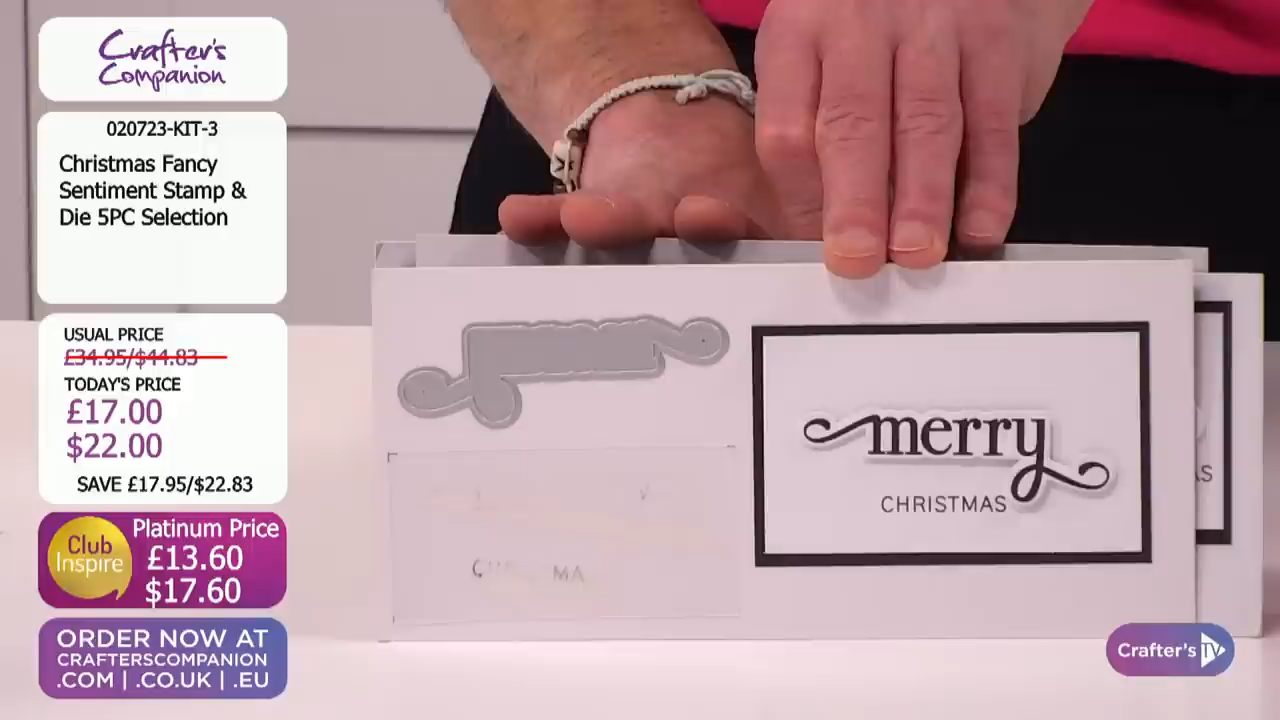 Crafter's
Companion
020723-KIT-3
Christmas Fancy
Sentiment Stamp &
Die 5PC Selection
USUAL PRICE
£34.95/$44.83
TODAY'S PRICE
£17.00
$22.00
SAVE £17.95/$22.83
Club
Inspire
Platinum Price
£13.60
$17.60
ORDER NOW AT
CRAFTERSCOMPANION
.COM | .CO.UK | .EU
merry
CHRISTMAS
AS
Crafter's TV